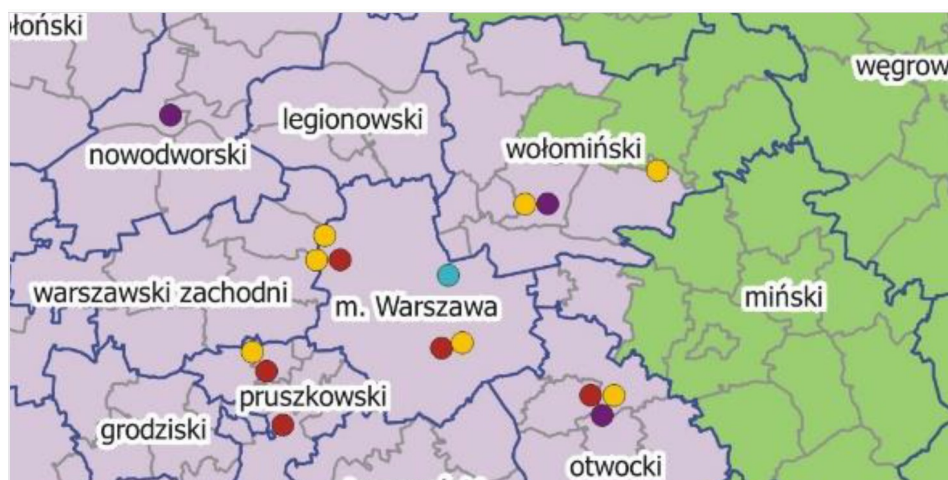 łoński
węgrow
legionowski
wołomiński
nowodworski
warszawski zachodni
m. Warszawa
miński
pruszkowski
grodziski
otwocki